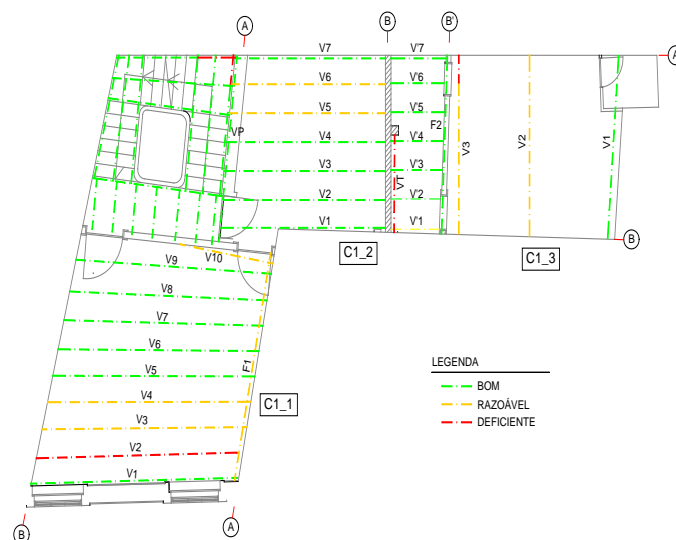 A
B
B'
A
V7
V'7
V6
V'6
V5
V'5
VP
F2
V4
V'4
V3
V2
V1
V3
V'3
V1
V2
V'2
V1
V'1
B
C1_2
C1_3
V10
V9
V8
V7
V6
V5
F1
V4
C1_1
V3
V2
V1
LEGENDA
BOM
RAZOÁVEL
DEFICIENTE
B
A